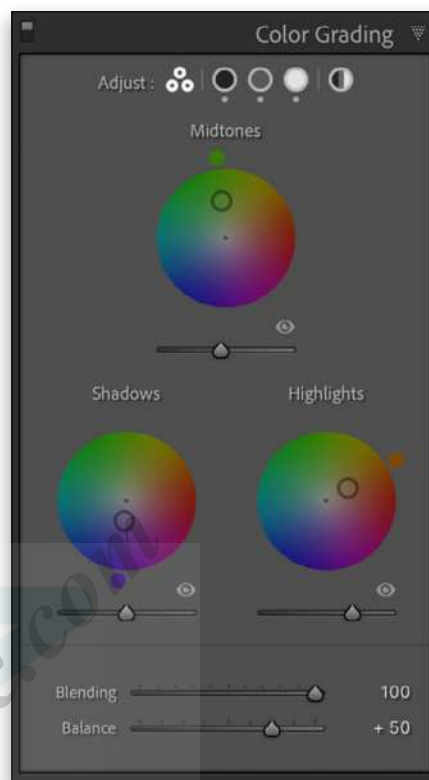 Color Grading
Adjust :
Midtones
Shadows
Highlights
Blending 100
Balance + 50